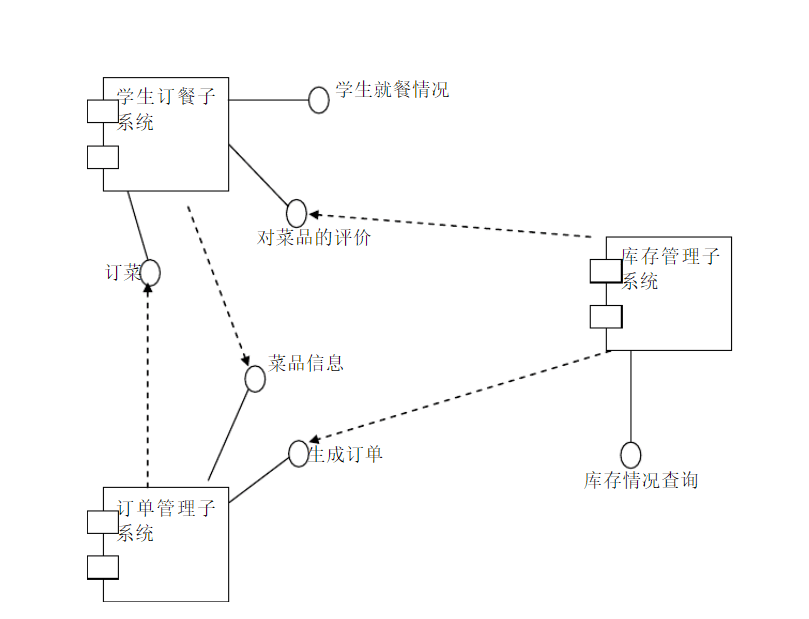 学生订餐子
系统
学生就餐情况
对菜品的评价
库存管理子
系统
订菜
菜品信息
生成订单
库存情况查询
订单管理子
系统